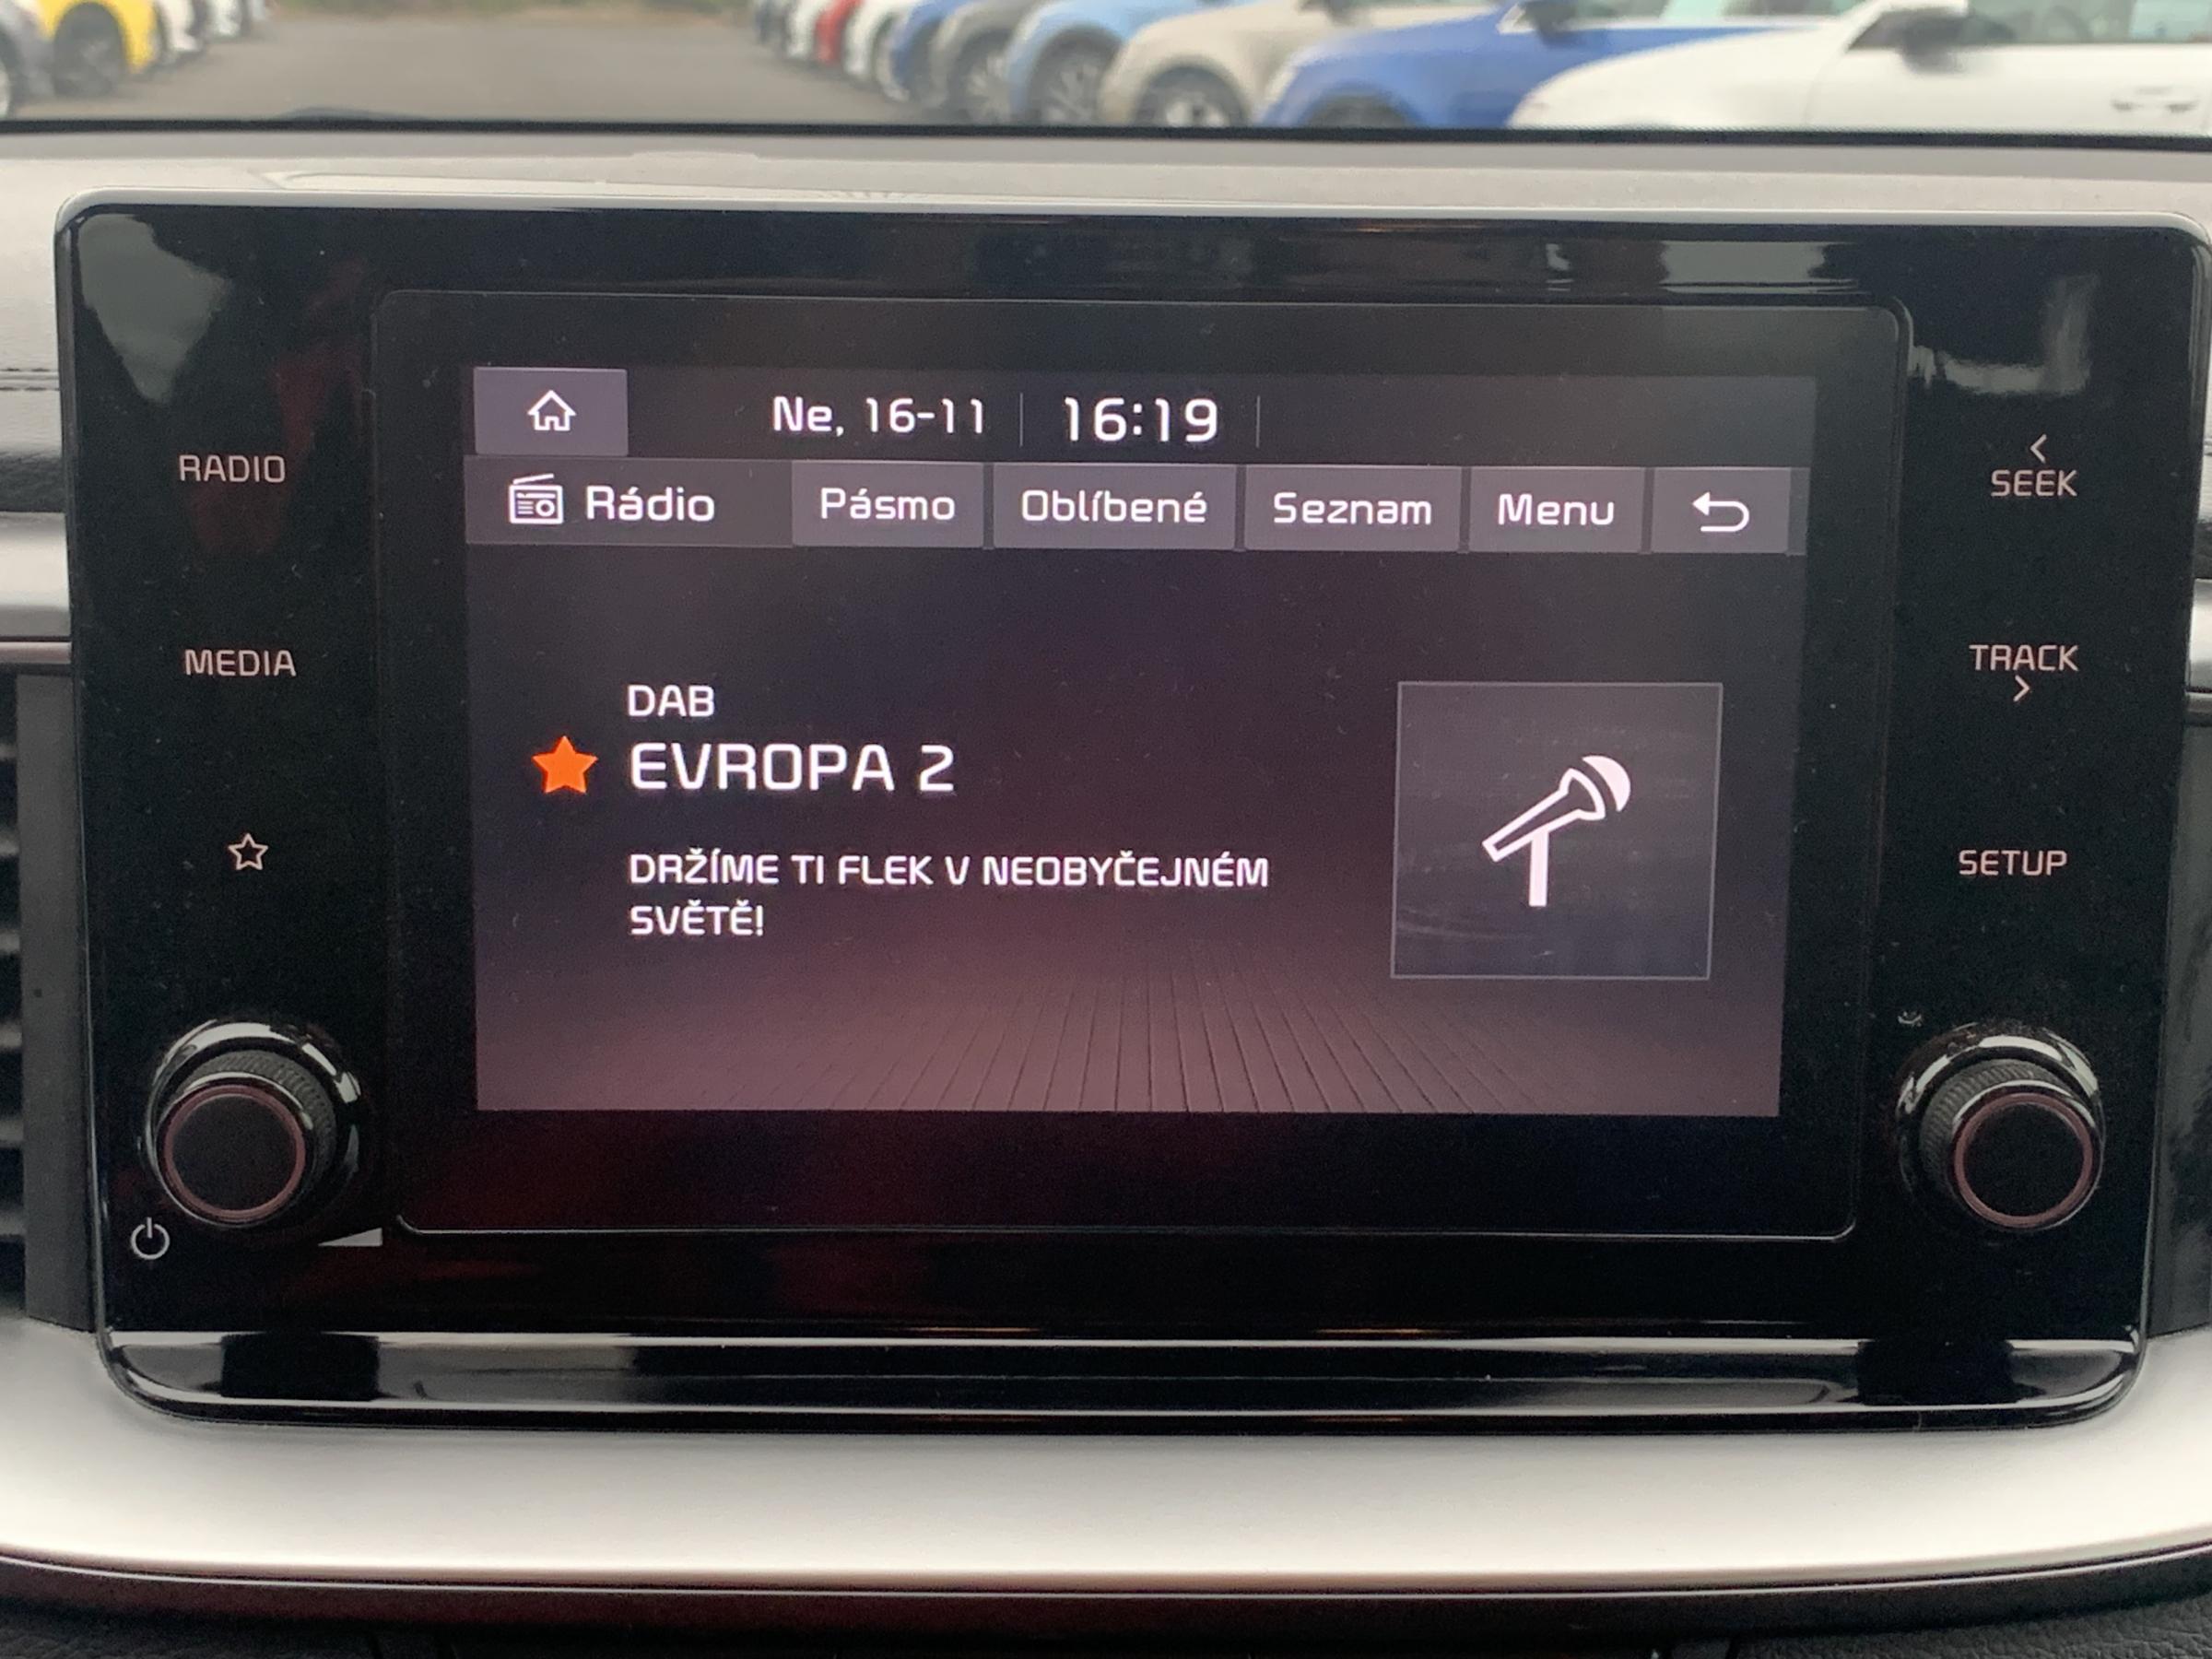 Ne, 16-11 16:19
Rádio Pásmo Oblíbené Seznam Menu
RADIO
MEDIA
DAB
EVROPA 2
DRŽÍME TI FLEK V NEOBYČEJNÉM
SVĚTĚ!
SEEK
TRACK
SETUP